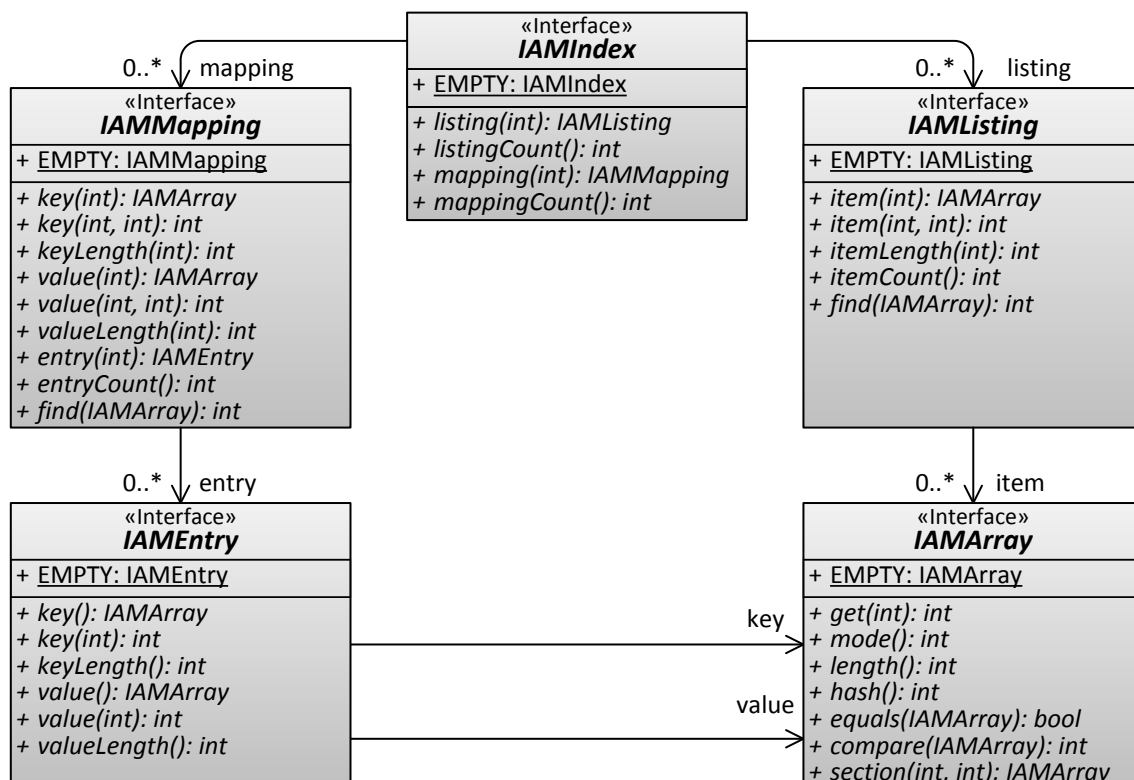 «Interface»
IAMIndex
+ EMPTY: IAMIndex
+ listing(int): IAMListing
+ listingCount(): int
+ mapping(int): IAMMapping
+ mappingCount(): int
0..* mapping
0..* listing
«Interface»
IAMMapping
+ EMPTY: IAMMapping
+ key(int): IAMArray
+ key(int, int): int
+ keyLength(int): int
+ value(int): IAMArray
+ value(int, int): int
+ valueLength(int): int
+ entry(int): IAMEntry
+ entryCount(): int
+ find(IAMArray): int
«Interface»
IAMListing
+ EMPTY: IAMListing
+ item(int): IAMArray
+ item(int, int): int
+ itemLength(int): int
+ itemCount(): int
+ find(IAMArray): int
0..* entry
0..* item
«Interface»
IAMEntry
+ EMPTY: IAMEntry
+ key(): IAMArray
+ key(int): int
+ keyLength(): int
+ value(): IAMArray
+ value(int): int
+ valueLength(): int
key
value
«Interface»
IAMArray
+ EMPTY: IAMArray
+ get(int): int
+ mode(): int
+ length(): int
+ hash(): int
+ equals(IAMArray): bool
+ compare(IAMArray): int
+ section(int, int): IAMArray